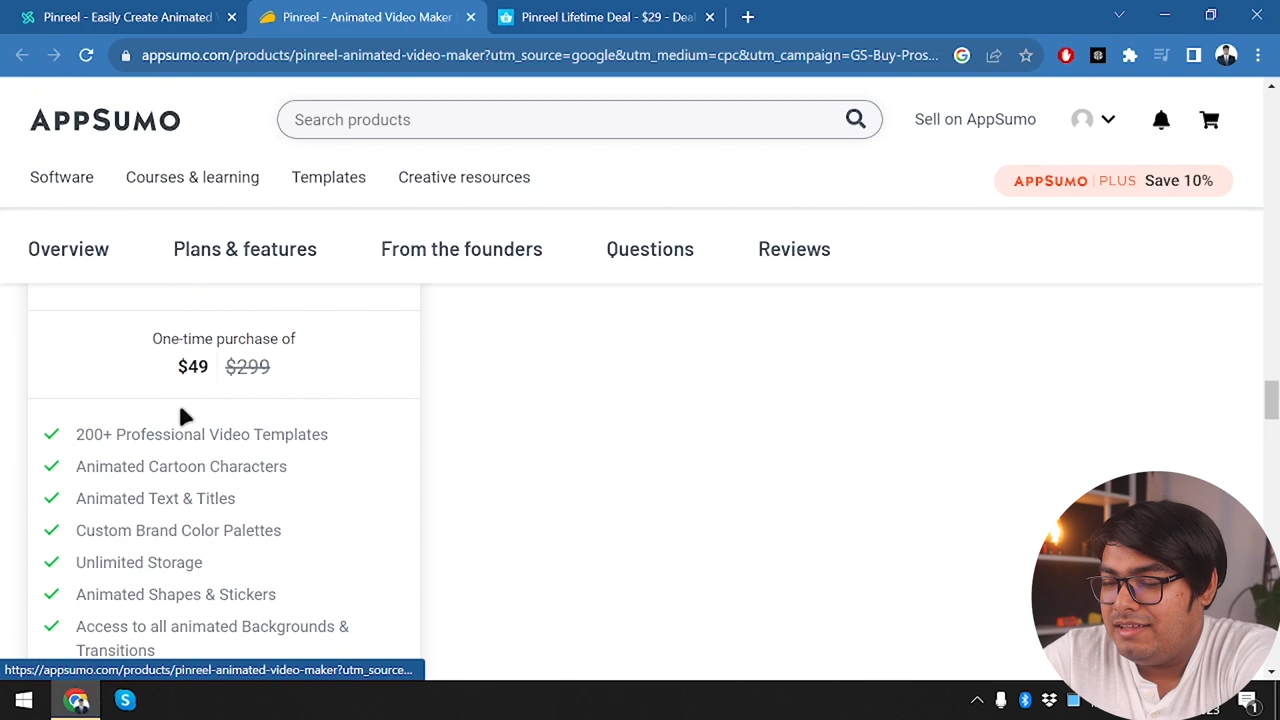 Pinreel - Easily Create Animated V
Pinreel - Animated Video Maker
Pinreel Lifetime Deal - $29 - Deal
appsumo.com/products/pinreel-animated-video-maker?utm_source=google&utm_medium=cpc&utm_campaign=GS-Buy-Pros...
APPSUMO
Search products
Sell on AppSumo
Software
Courses & learning
Templates
Creative resources
APPSUMO PLUS Save 10%
Overview
Plans & features
From the founders
Questions
Reviews
One-time purchase of
$49 $299
200+ Professional Video Templates
Animated Cartoon Characters
Animated Text & Titles
Custom Brand Color Palettes
Unlimited Storage
Animated Shapes & Stickers
Access to all animated Backgrounds &
Transitions
https://appsumo.com/products/pinreel-animated-video-maker?utm_source...